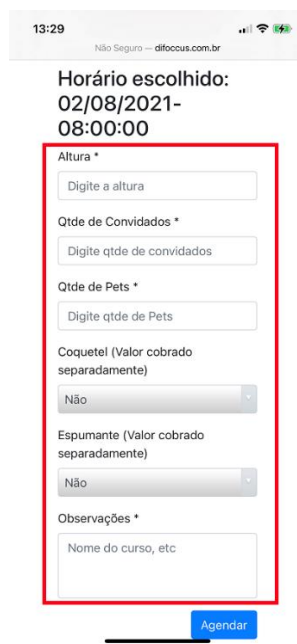 13:29
Não Seguro — difoccus.com.br
Horário escolhido:
02/08/2021-
08:00:00
Altura *
Digite a altura
Qtde de Convidados *
Digite qtde de convidados
Qtde de Pets *
Digite qtde de Pets
Coquetel (Valor cobrado
separadamente)
Não
Espumante (Valor cobrado
separadamente)
Não
Observações *
Nome do curso, etc
Agendar